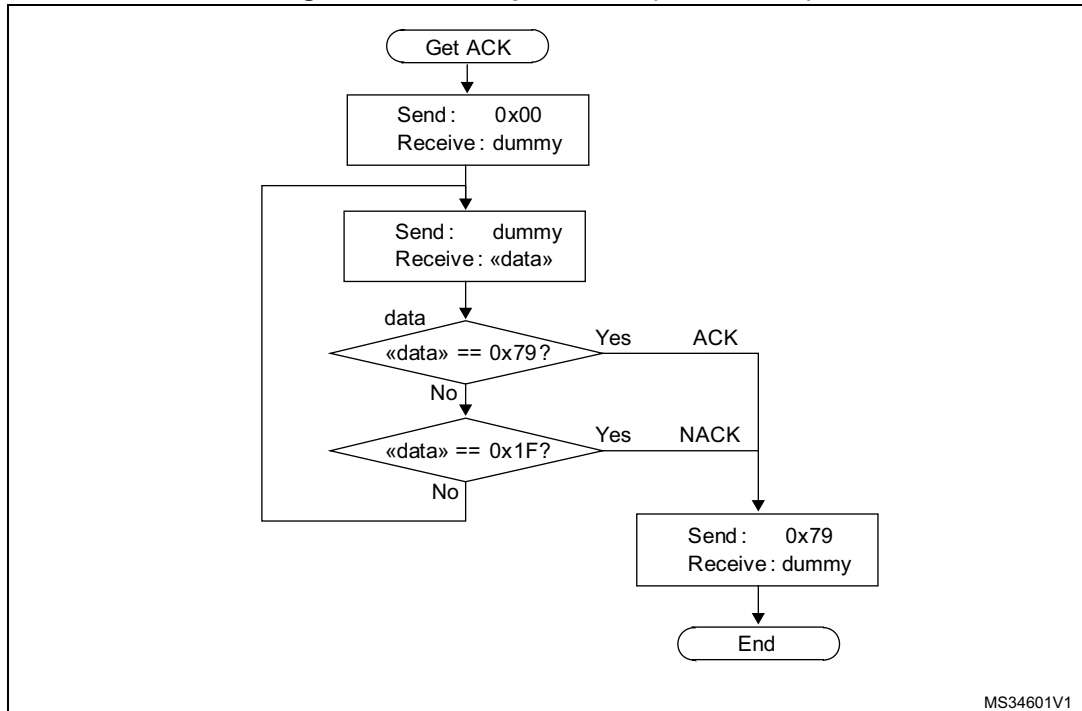 Get ACK
Send : 0x00
Receive : dummy
Send : dummy
Receive : «data»
data
«data» == 0x79?
Yes ACK
No
«data» == 0x1F?
Yes NACK
No
Send : 0x79
Receive : dummy
End
MS34601V1